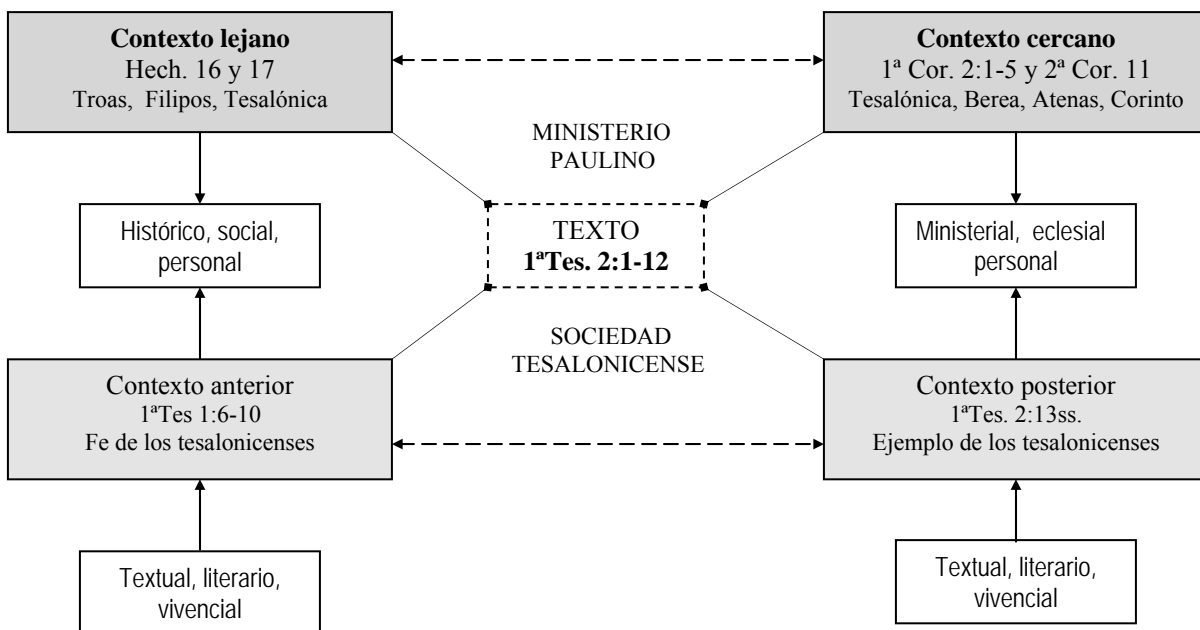 Contexto lejano
Hech. 16 y 17
Troas, Filipos, Tesalónica
Contexto cercano
1ª Cor. 2:1-5 y 2ª Cor. 11
Tesalónica, Berea, Atenas, Corinto
MINISTERIO
PAULINO
Histórico, social,
personal
TEXTO
1ªTes. 2:1-12
Ministerial, eclesial
personal
SOCIEDAD
TESALONICENSE
Contexto anterior
1ªTes 1:6-10
Fe de los tesalonicenses
Contexto posterior
1ªTes. 2:13ss.
Ejemplo de los tesalonicenses
Textual, literario,
vivencial
Textual, literario,
vivencial